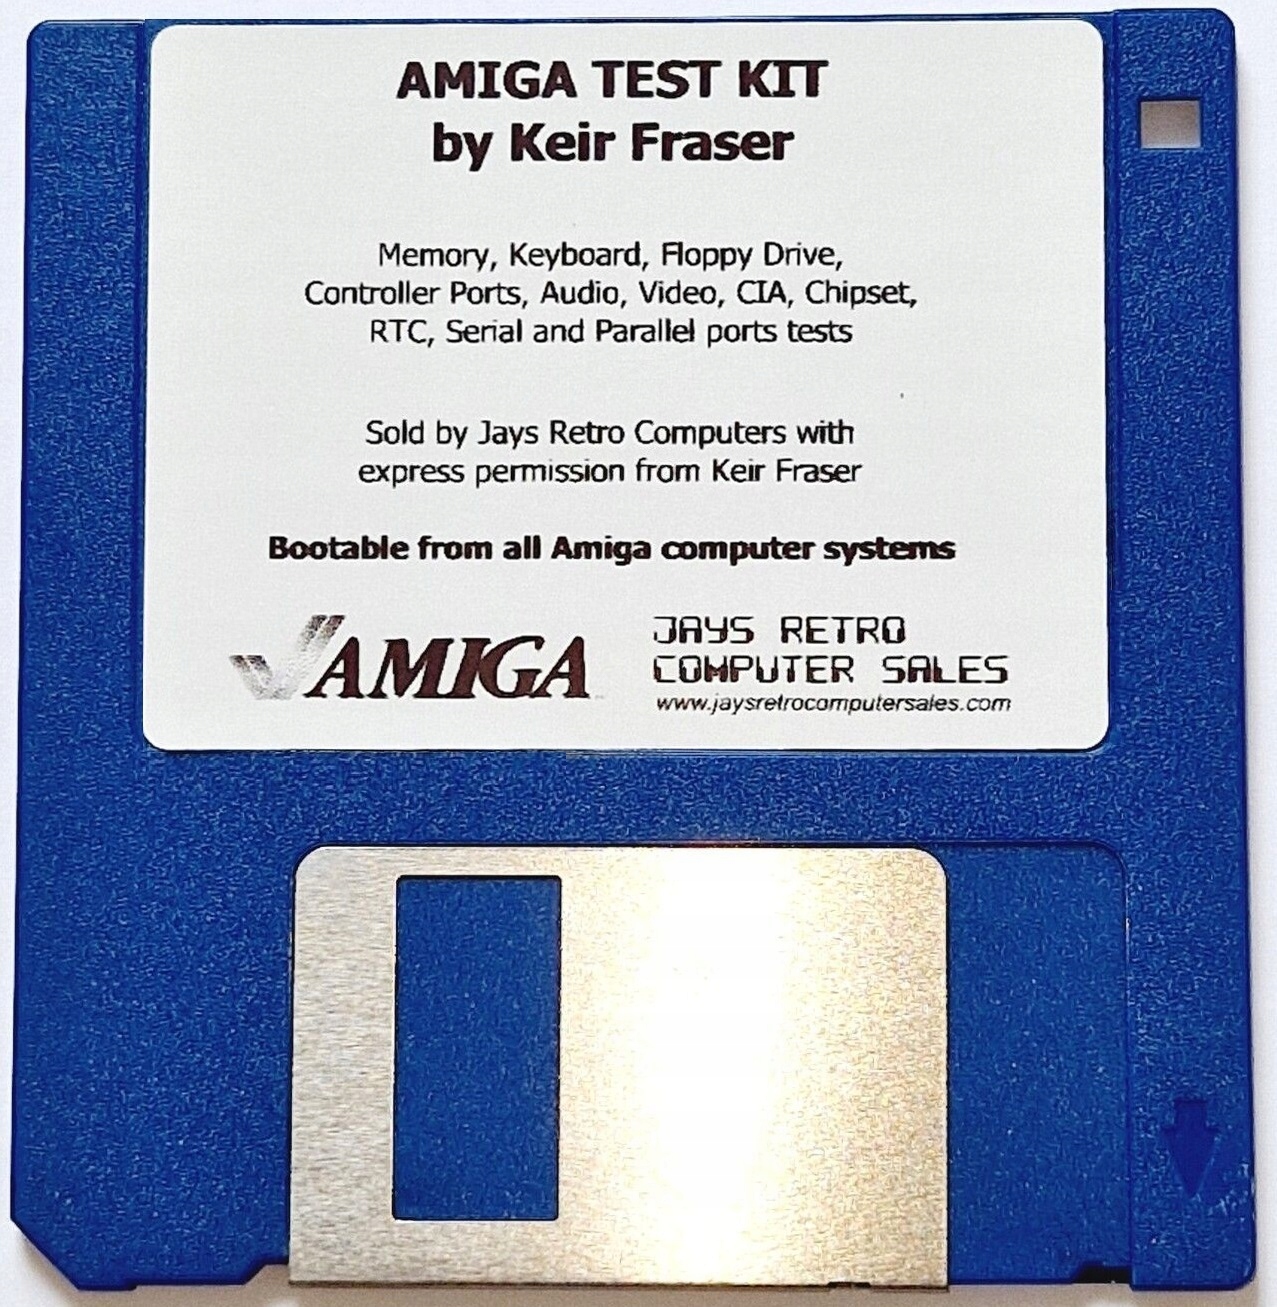 AMIGA TEST KIT
by Keir Fraser
Memory, Keyboard, Floppy Drive,
Controller Ports, Audio, Video, CIA, Chipset,
RTC, Serial and Parallel ports tests
Sold by Jays Retro Computers with
express permission from Keir Fraser
Bootable from all Amiga computer systems
AMIGA
JAYS RETRO
COMPUTER SALES
www.jaysretrocomputersales.com